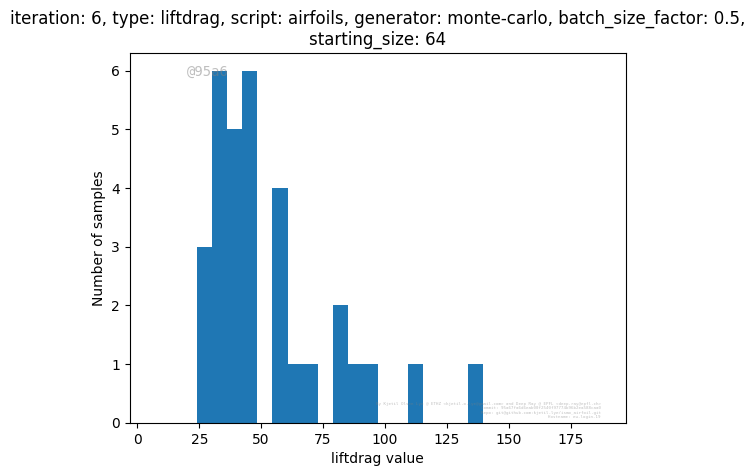 iteration: 6, type: liftdrag, script: airfoils, generator: monte-carlo, batch_size_factor: 0.5,
starting_size: 64
@95a6
6
5
4
3
2
1
0
Number of samples
0 25 50 75 100 125 150 175
liftdrag value